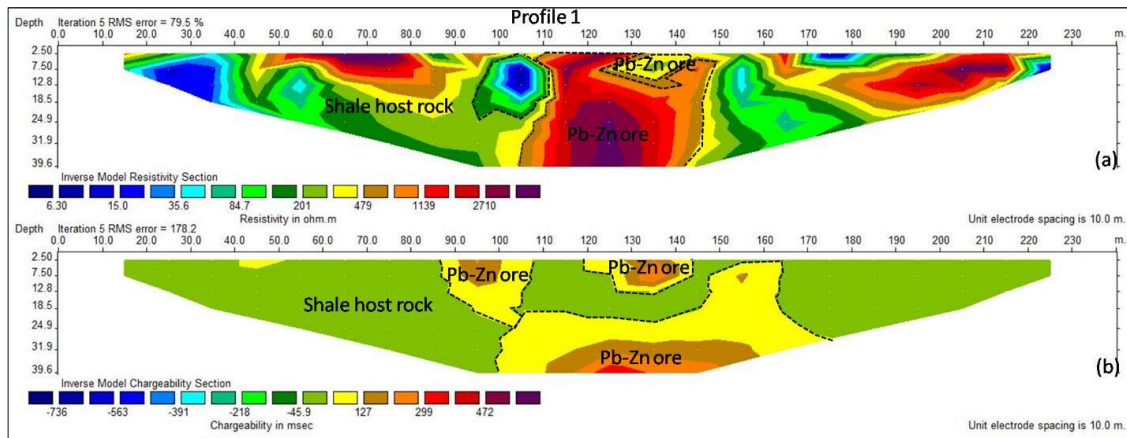 Profile 1
Depth Iteration 5 RMS error = 79.5 %
0.0 10.0 20.0 30.0 40.0 50.0 60.0 70.0 80.0 90.0 100.0 110 120 130 140 150 160 170 180 190 200 210 220 230 m.
2.50
7.50
12.8
18.5
24.9
31.9
39.6
Pb-Zn ore
Shale host rock
Pb-Zn ore
(a)
Inverse Model Resistivity Section
6.30 15.0 35.6 84.7 201 479 1139 2710
Resistivity in ohm.m
Unit electrode spacing is 10.0 m.
Depth Iteration 5 RMS error = 178.2
0.0 10.0 20.0 30.0 40.0 50.0 60.0 70.0 80.0 90.0 100.0 110 120 130 140 150 160 170 180 190 200 210 220 230 m.
2.50
7.50
12.8
18.5
24.9
31.9
39.6
Pb-Zn ore Pb-Zn ore
Shale host rock
Pb-Zn ore
(b)
Inverse Model Chargeability Section
-736 -563 -391 -218 -45.9 127 299 472
Chargeability in msec
Unit electrode spacing is 10.0 m.